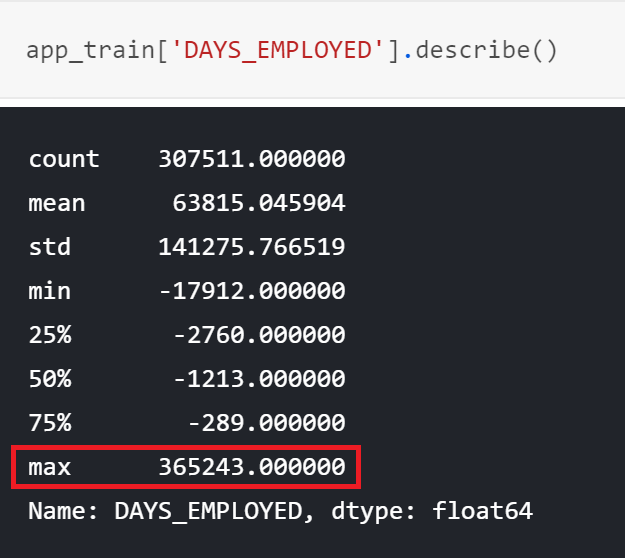 app_train['DAYS_EMPLOYED'].describe()
count 307511.000000
mean 63815.045904
std 141275.766519
min -17912.000000
25% -2760.000000
50% -1213.000000
75% -289.000000
max 365243.000000
Name: DAYS_EMPLOYED, dtype: float64